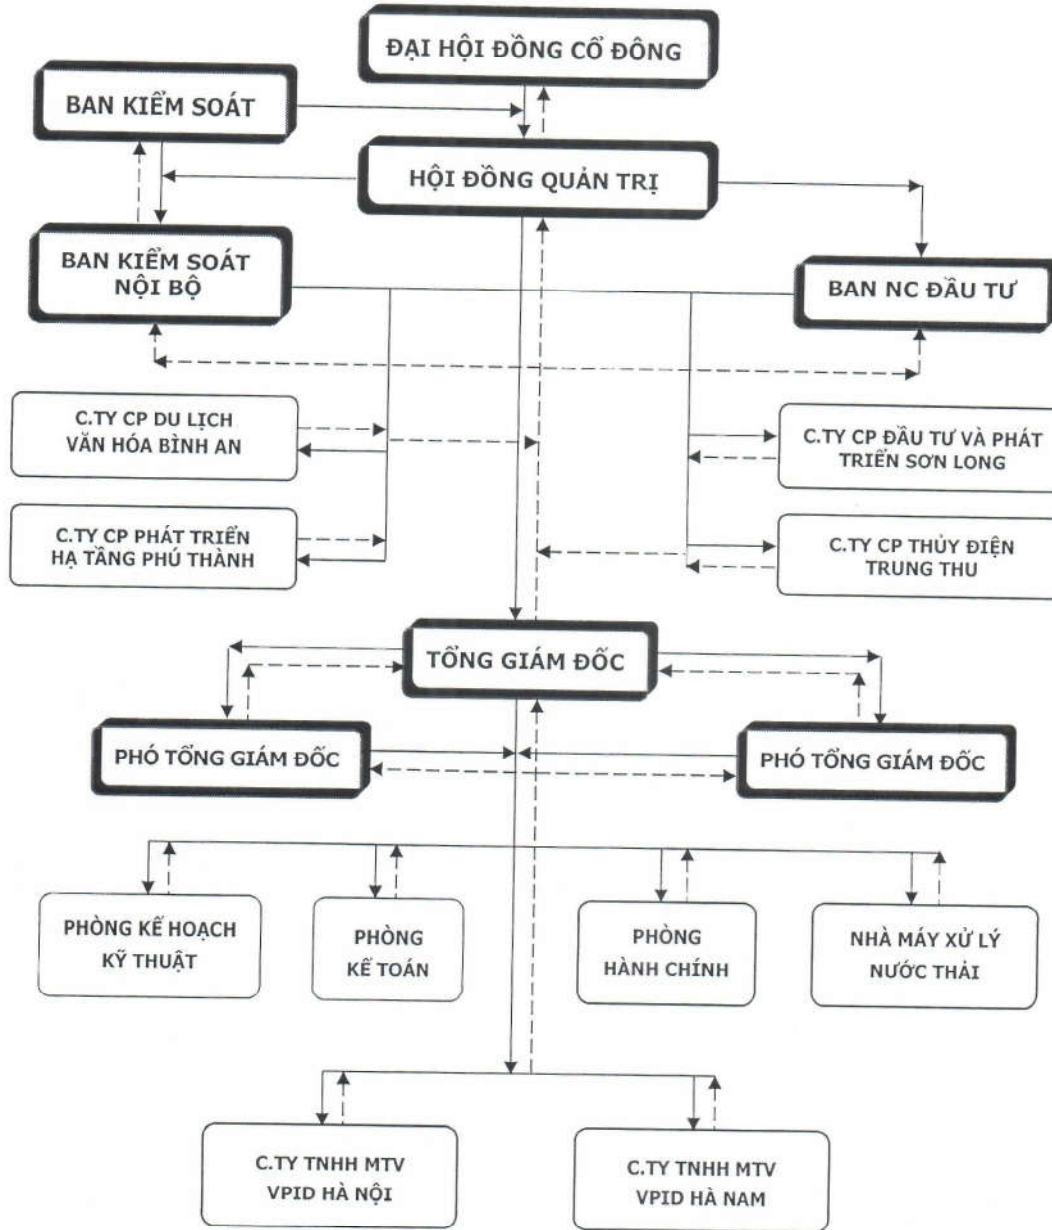 ĐẠI HỘI ĐỒNG CỔ ĐÔNG
BAN KIỂM SOÁT
HỘI ĐỒNG QUẢN TRỊ
BAN KIỂM SOÁT
NỘI BỘ
BAN NC ĐẦU TƯ
C.TY CP DU LỊCH
VĂN HÓA BÌNH AN
C.TY CP ĐẦU TƯ VÀ PHÁT
TRIỂN SƠN LONG
C.TY CP PHÁT TRIỂN
HẠ TẦNG PHÚ THÀNH
C.TY CP THỦY ĐIỆN
TRUNG THU
TỔNG GIÁM ĐỐC
PHÓ TỔNG GIÁM ĐỐC
PHÓ TỔNG GIÁM ĐỐC
PHÒNG KẾ HOẠCH
KỸ THUẬT
PHÒNG
KẾ TOÁN
PHÒNG
HÀNH CHÍNH
NHÀ MÁY XỬ LÝ
NƯỚC THẢI
C.TY TNHH MTV
VPID HÀ NỘI
C.TY TNHH MTV
VPID HÀ NAM